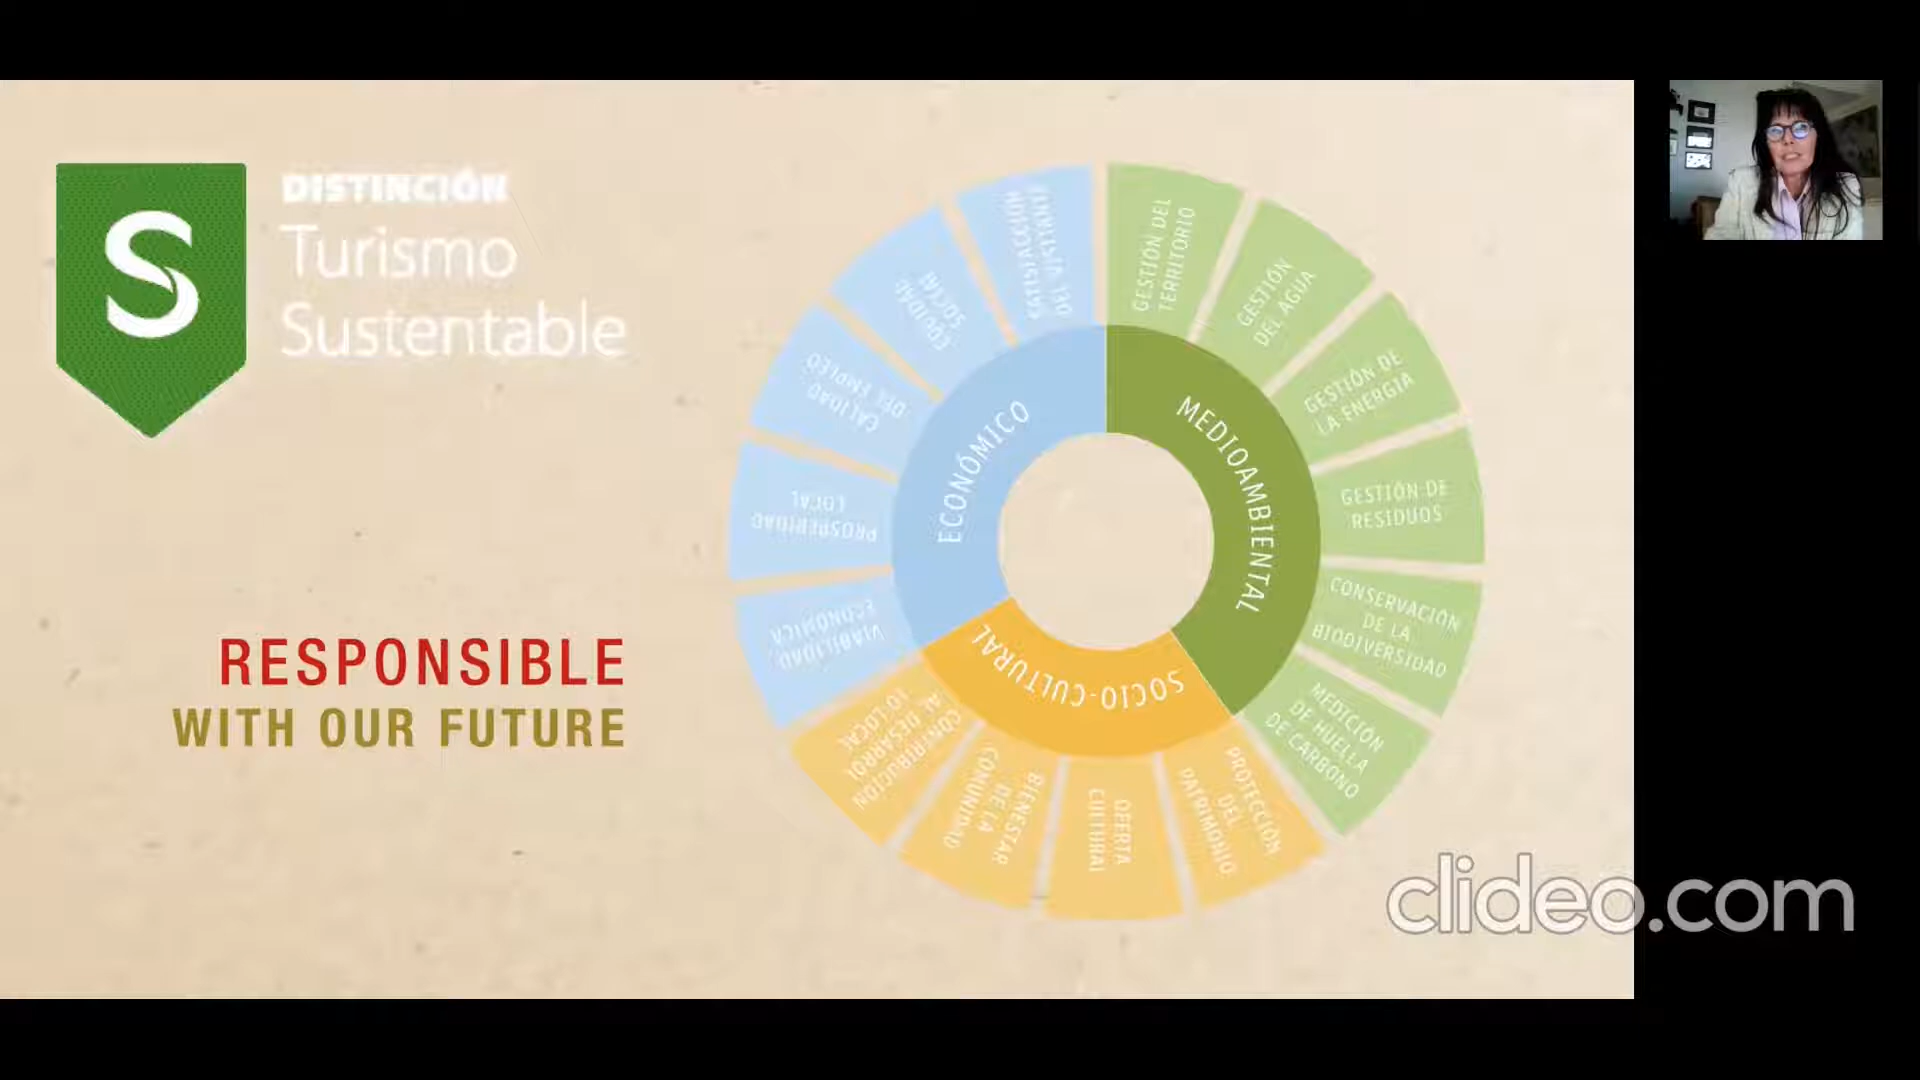 DISTINCIÓN
Turismo
Sustentable
S
RESPONSIBLE
WITH OUR FUTURE
MEDIOAMBIENTAL
GESTIÓN DEL
TERRITORIO
GESTIÓN
DEL AGUA
GESTIÓN DE
LA ENERGIA
GESTIÓN DE
RESIDUOS
CONSERVACIÓN
DE LA
BIODIVERSIDAD
MEDICIÓN
DE HUELLA
DE CARBONO
SOCIO-CULTURAL
PROTECCIÓN
DEL
PATRIMONIO
OFERTA
CULTURAL
BIENESTAR
DE LA
COMUNIDAD
CONTRIBUCIÓN
AL DESARROL
LO LOCAL
ECONÓMICO
VIABILIDAD
ECONÓMICA
PROSPERIDAD
LOCAL
CALIDAD
DEL EMPLEO
EQUIDAD
SOCIAL
SATISFACCIÓN
DEL VISITANTE
clideo.com